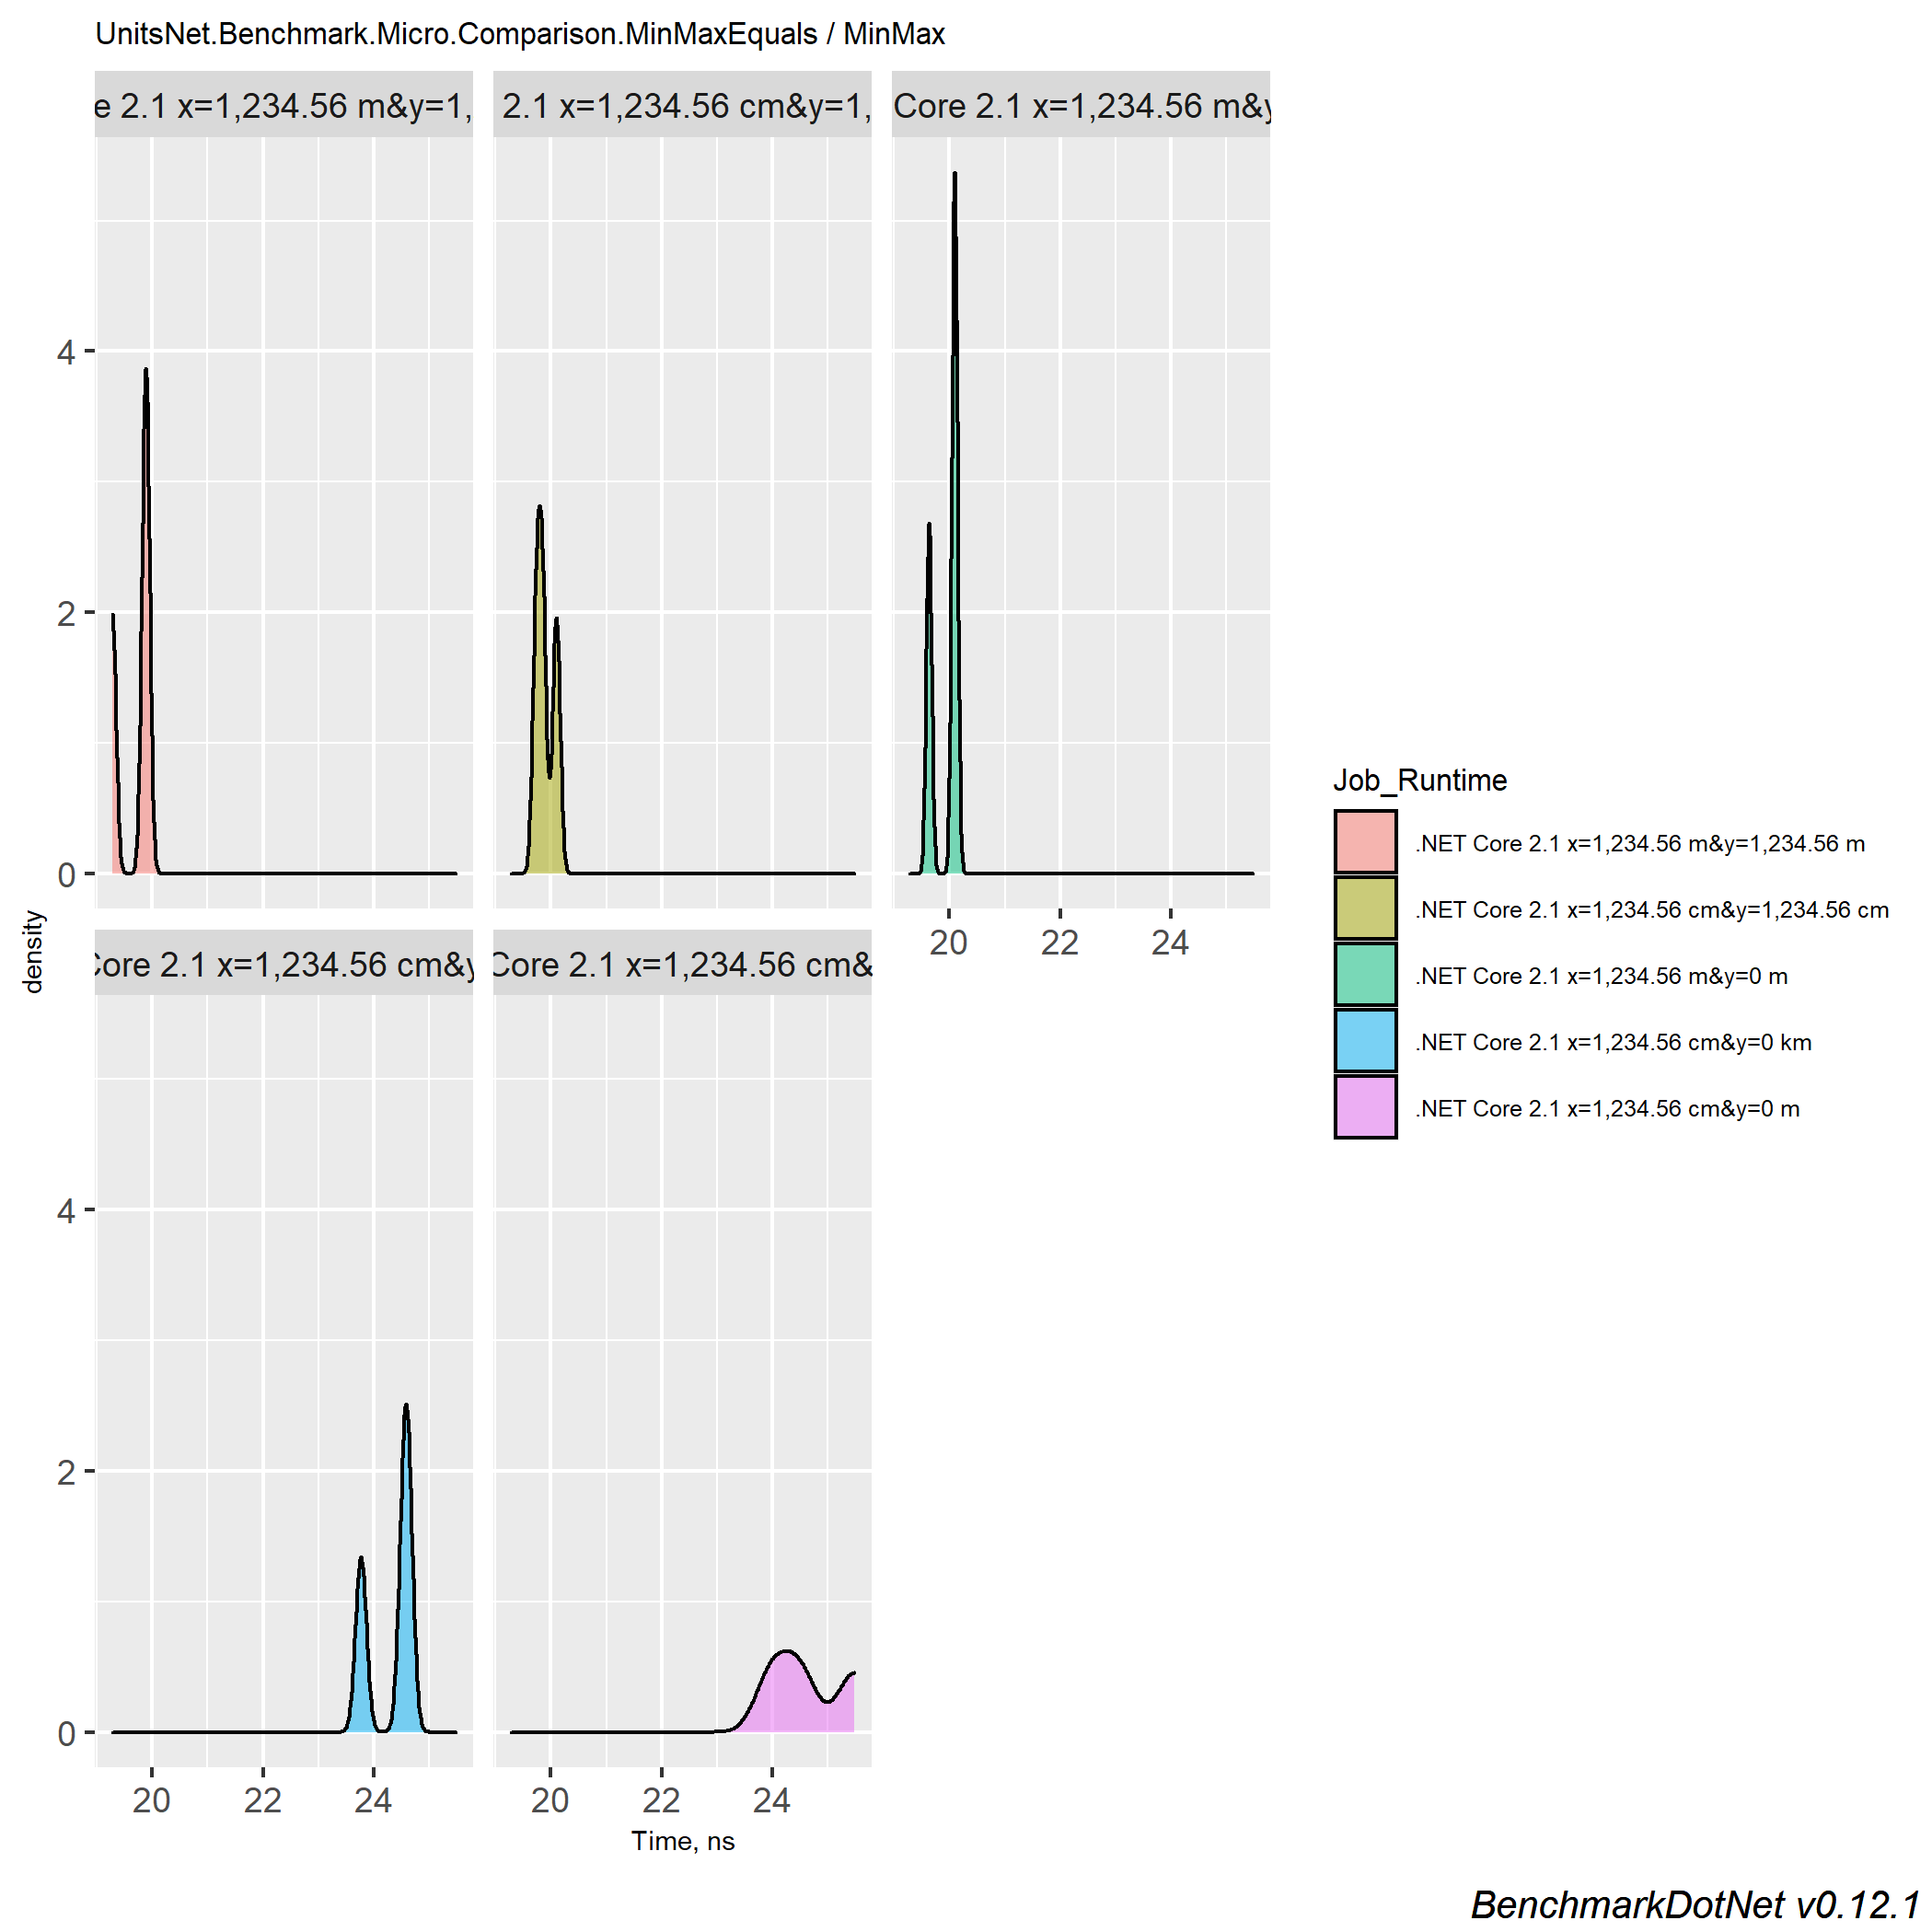 UnitsNet.Benchmark.Micro.Comparison.MinMaxEquals / MinMax
e 2.1 x=1,234.56 m&y=1,
2.1 x=1,234.56 cm&y=1,
Core 2.1 x=1,234.56 m&y
4
2
0
20 22 24
Core 2.1 x=1,234.56 cm&y
Core 2.1 x=1,234.56 cm&
density
4
2
0
20 22 24
20 22 24
Time, ns
Job_Runtime
.NET Core 2.1 x=1,234.56 m&y=1,234.56 m
.NET Core 2.1 x=1,234.56 cm&y=1,234.56 cm
.NET Core 2.1 x=1,234.56 m&y=0 m
.NET Core 2.1 x=1,234.56 cm&y=0 km
.NET Core 2.1 x=1,234.56 cm&y=0 m
BenchmarkDotNet v0.12.1